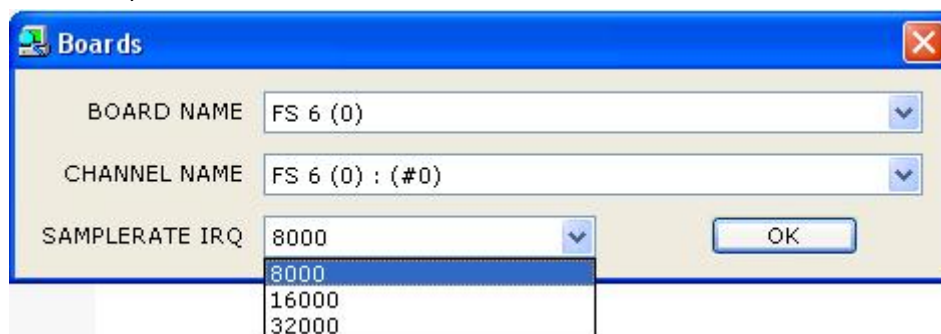 Boards
BOARD NAME FS 6 (0)
CHANNEL NAME FS 6 (0) : (#0)
SAMPLERATE IRQ 8000 OK
8000
16000
32000